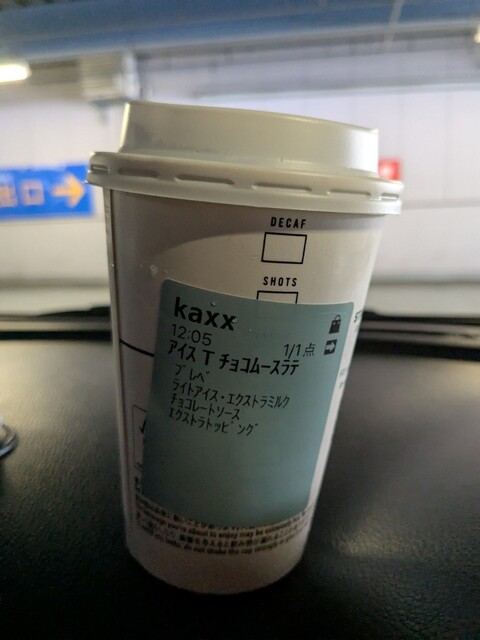 出口
DECAF
SHOTS
kaxx
12:05
1/1点
アイス T チョコムースラテ
ブレベ
ライトアイス・エクストラミルク
チョコレートソース
エクストラトッピング